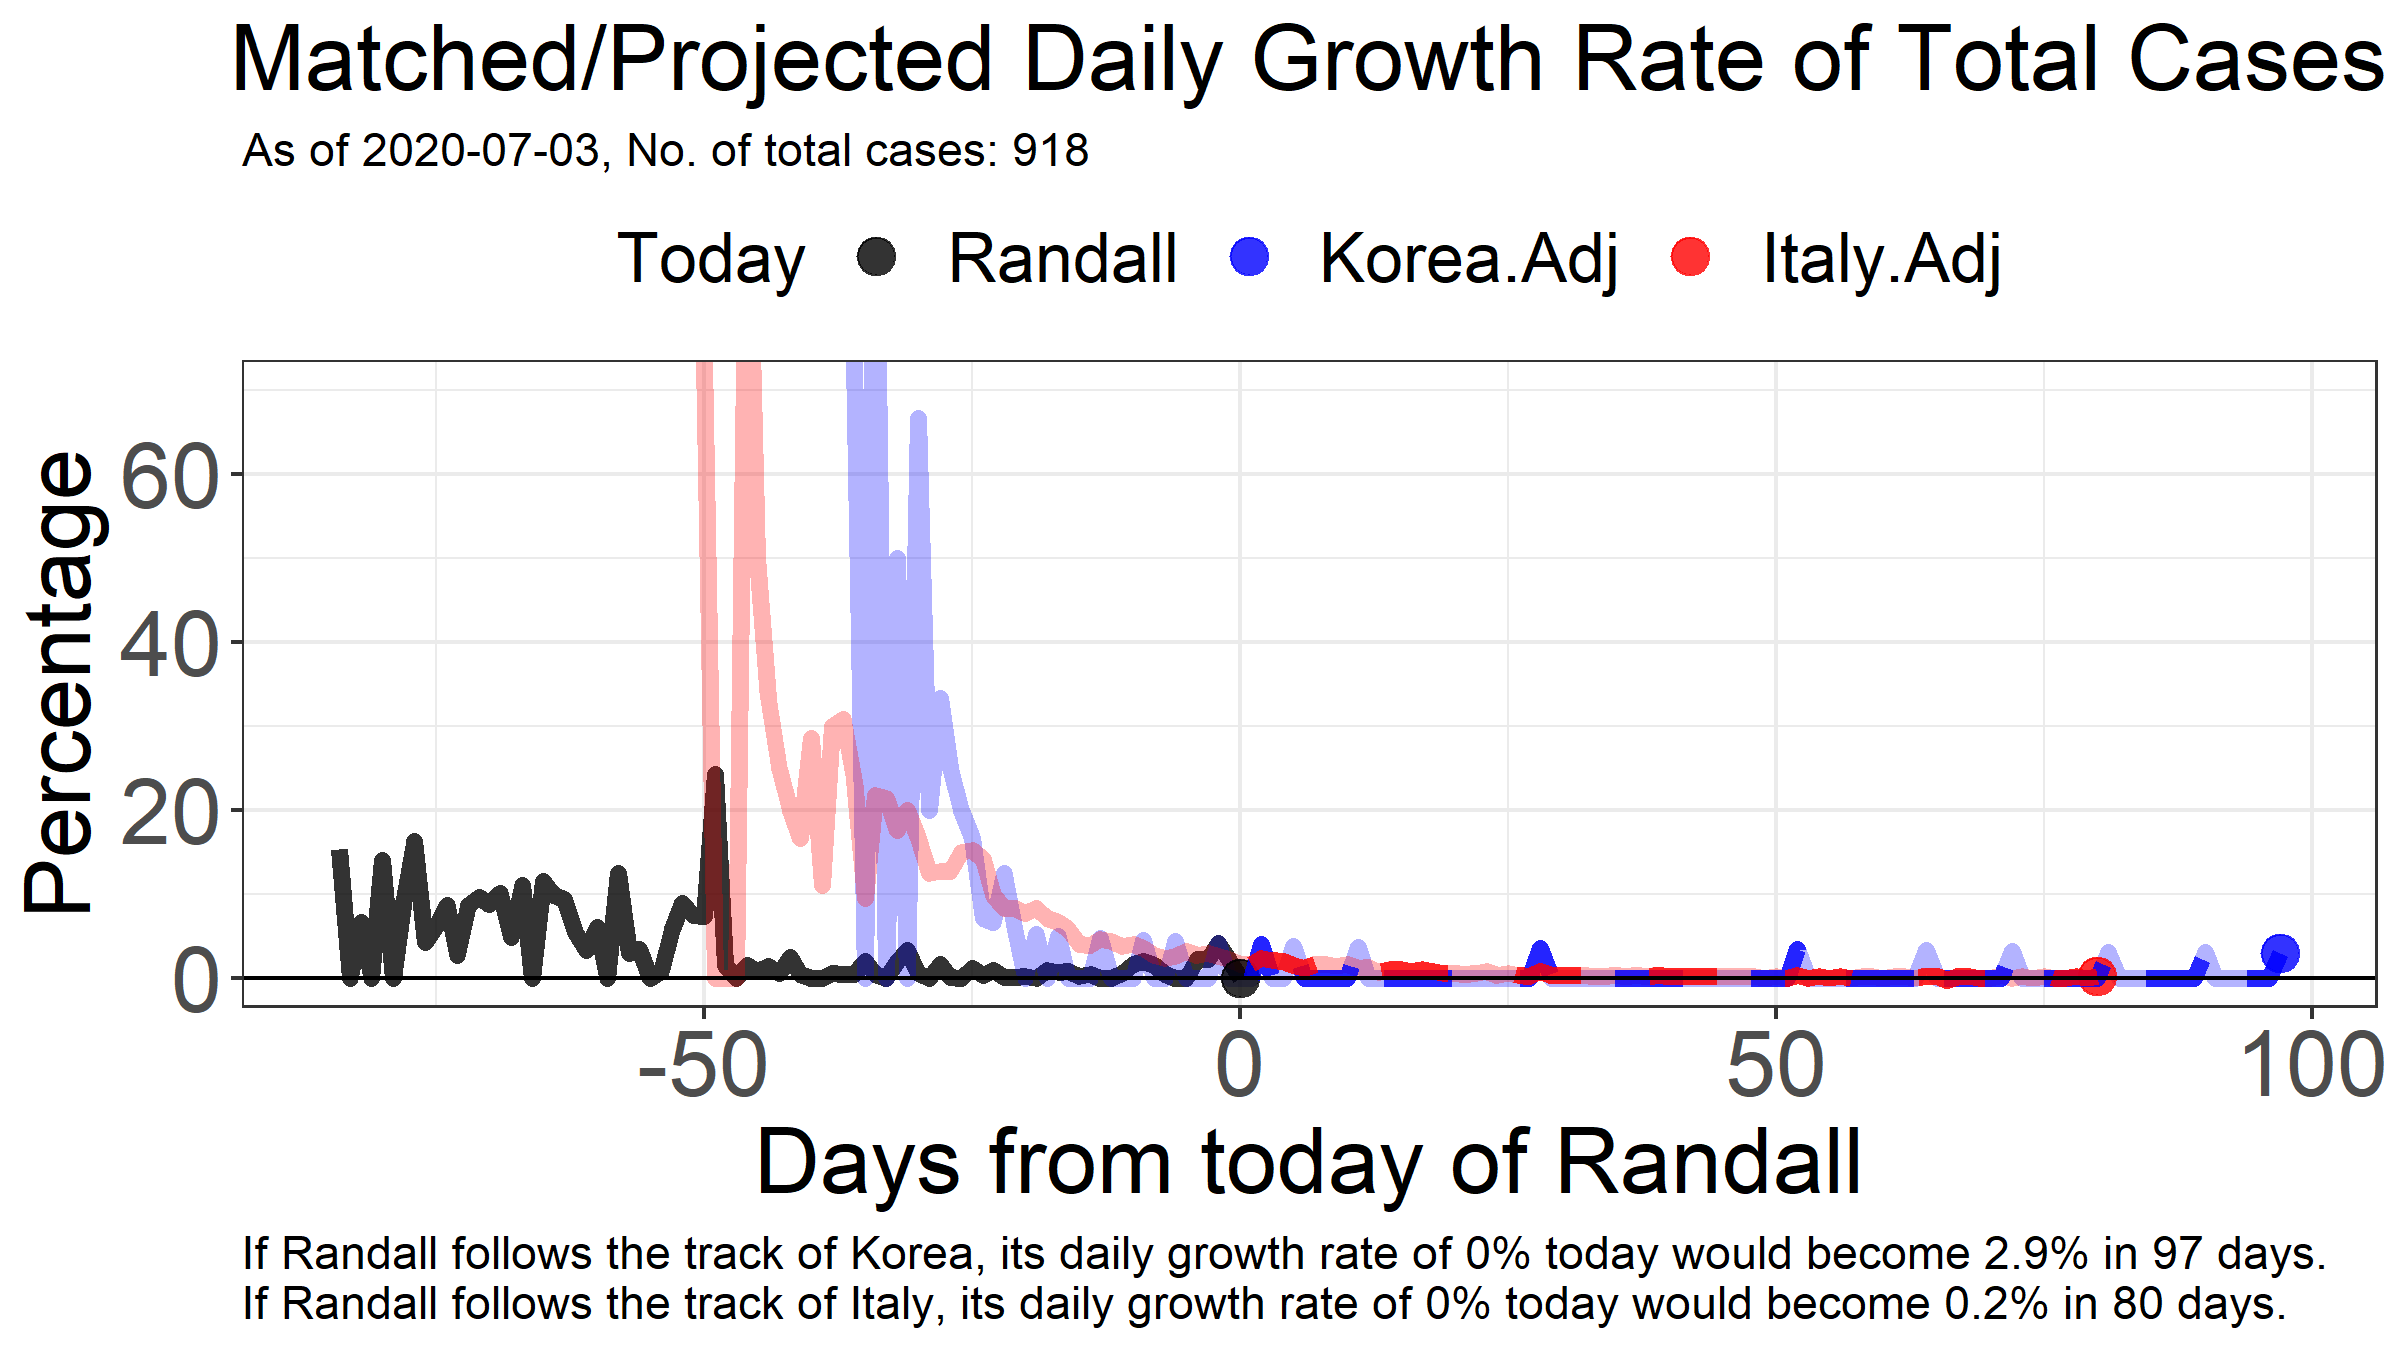 Matched/Projected Daily Growth Rate of Total Cases
As of 2020-07-03, No. of total cases: 918
Today Randall Korea.Adj Italy.Adj
Percentage
60
40
20
0
-50 0 50 100
Days from today of Randall
If Randall follows the track of Korea, its daily growth rate of 0% today would become 2.9% in 97 days.
If Randall follows the track of Italy, its daily growth rate of 0% today would become 0.2% in 80 days.